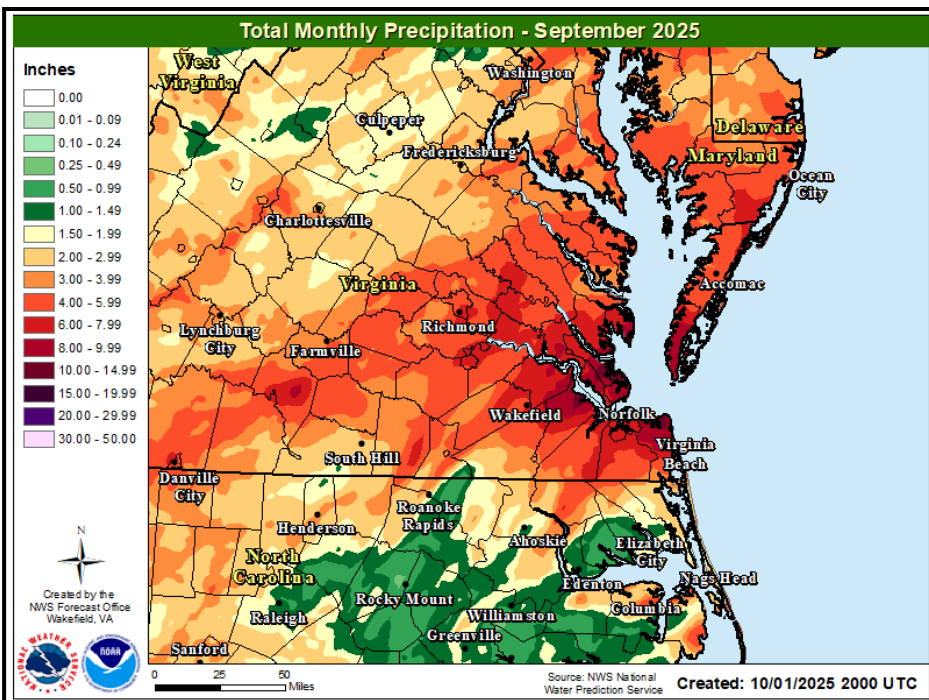 Total Monthly Precipitation - September 2025
Inches
0.00
0.01 - 0.09
0.10 - 0.24
0.25 - 0.49
0.50 - 0.99
1.00 - 1.49
1.50 - 1.99
2.00 - 2.99
3.00 - 3.99
4.00 - 5.99
6.00 - 7.99
8.00 - 9.99
10.00 - 14.99
15.00 - 19.99
20.00 - 29.99
30.00 - 50.00
West
Virginia
Washington
Culpeper
Fredericksburg
Delaware
Maryland
Ocean
City
Charlottesville
Virginia
Accomac
Lynchburg
City
Richmond
Farmville
Wakefield
Norfolk
Virginia
Beach
South Hill
Danville
City
Roanoke
Rapids
Henderson
Ahoskie
Elizabeth
City
North
Carolina
Edenton
Nags Head
Rocky Mount
Columbia
Raleigh
Williamston
Greenville
Sanford
N
Created by the
NWS Forecast Office
Wakefield, VA
NATIONAL WEATHER SERVICE
NOAA
0 25 50
Miles
Source: NWS National
Water Prediction Service
Created: 10/01/2025 2000 UTC